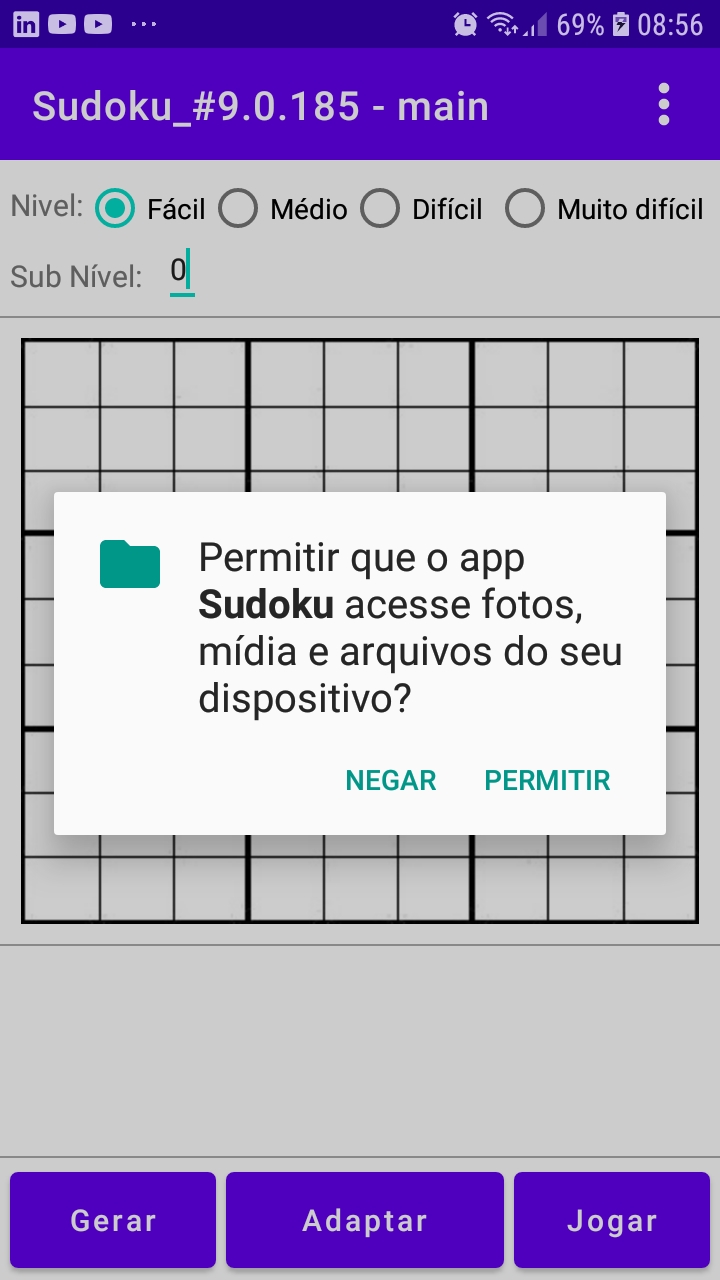 in 69% 08:56
Sudoku_#9.0.185 - main
Nivel: Fácil Médio Difícil Muito difícil
Sub Nível: 0
Permitir que o app
Sudoku acesse fotos,
mídia e arquivos do seu
dispositivo?
NEGAR PERMITIR
Gerar Adaptar Jogar